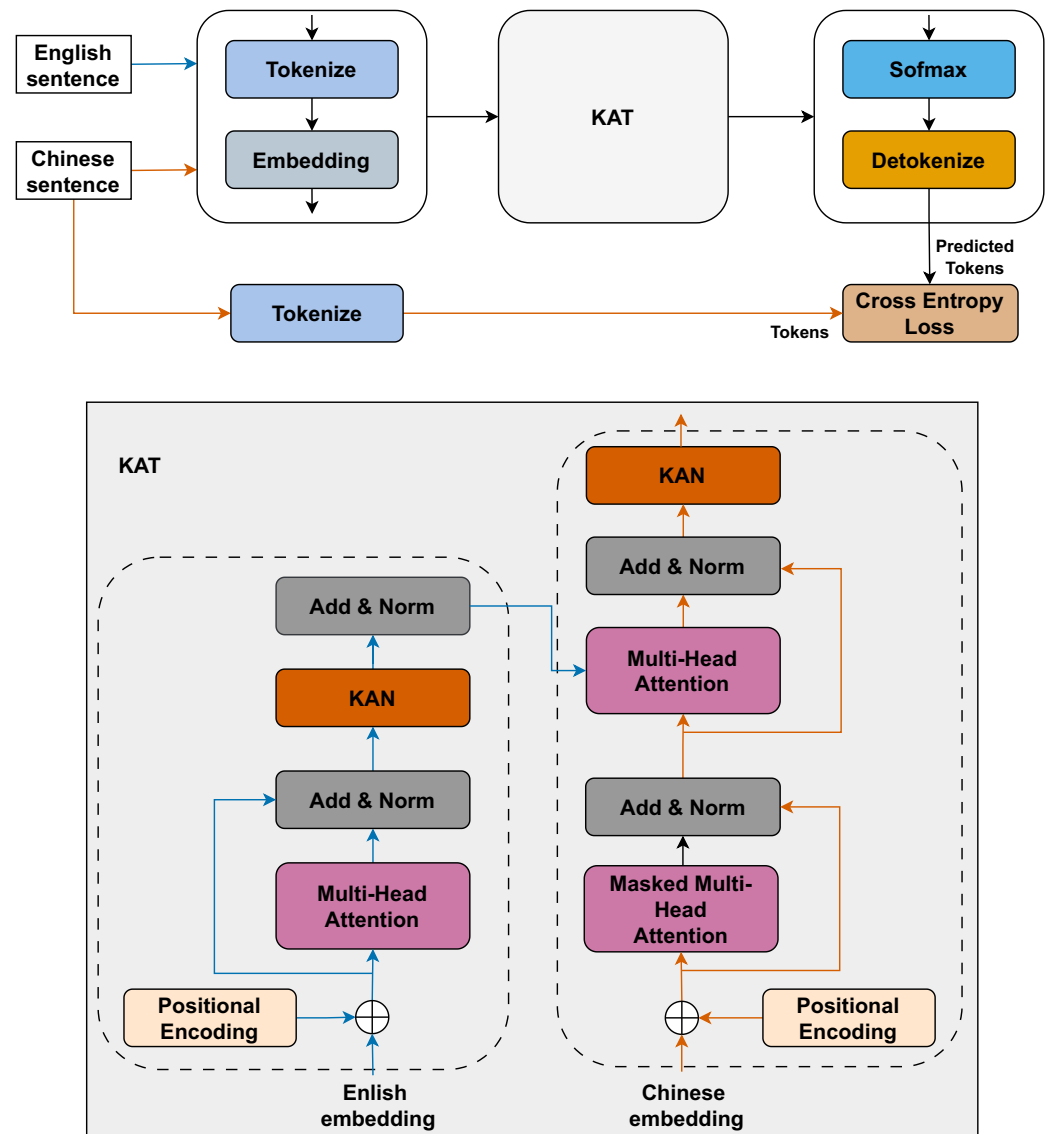 English
sentence
Tokenize
Embedding
KAT
Sofmax
Detokenize
Chinese
sentence
Predicted
Tokens
Tokenize
Tokens
Cross Entropy
Loss
KAT
Add & Norm
KAN
Add & Norm
Multi-Head
Attention
Positional
Encoding
Enlish
embedding
KAN
Add & Norm
Multi-Head
Attention
Add & Norm
Masked Multi-
Head
Attention
Positional
Encoding
Chinese
embedding